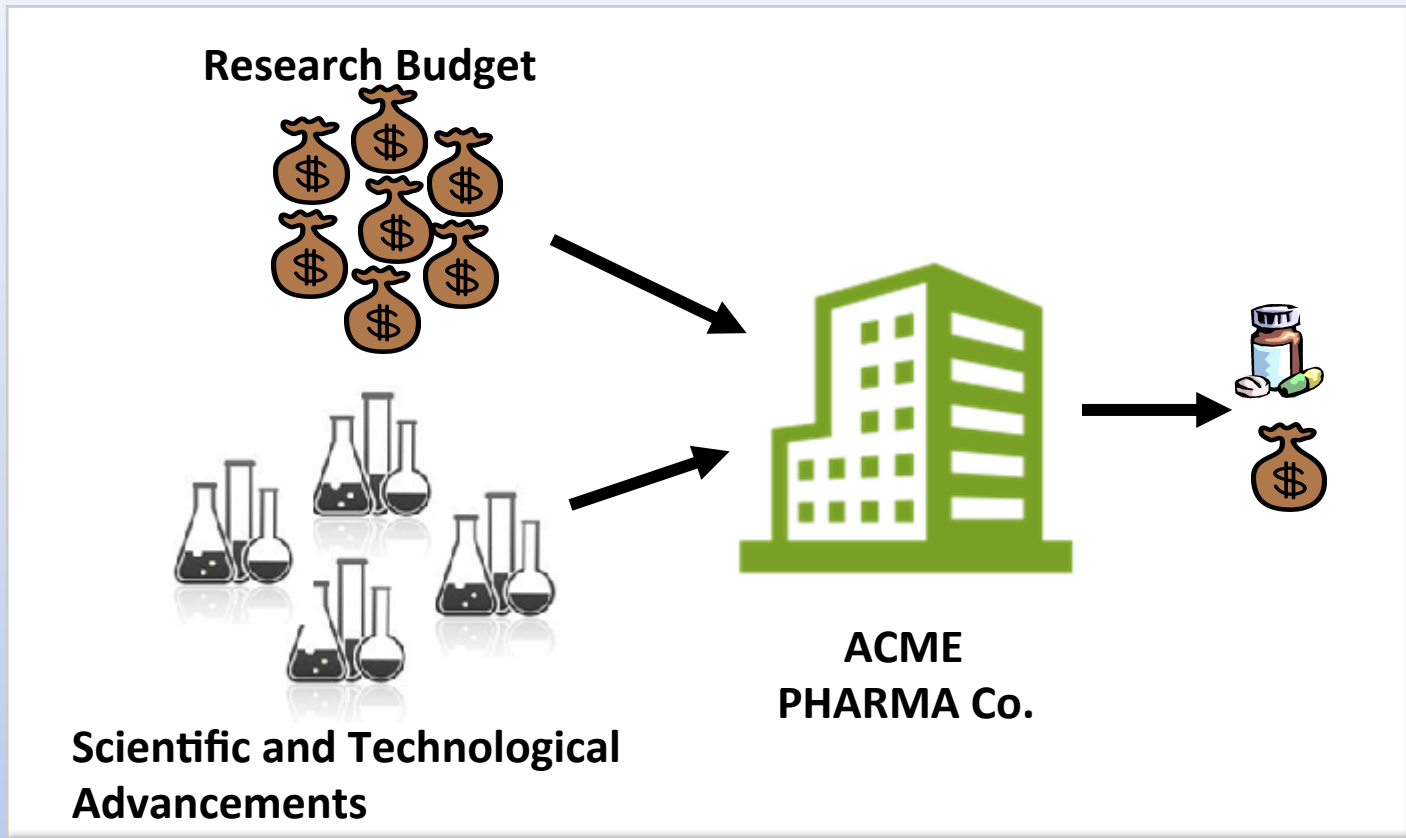 Research Budget
$
$
$
$
$
$
$
$
ACME
PHARMA Co.
Scientific and Technological
Advancements